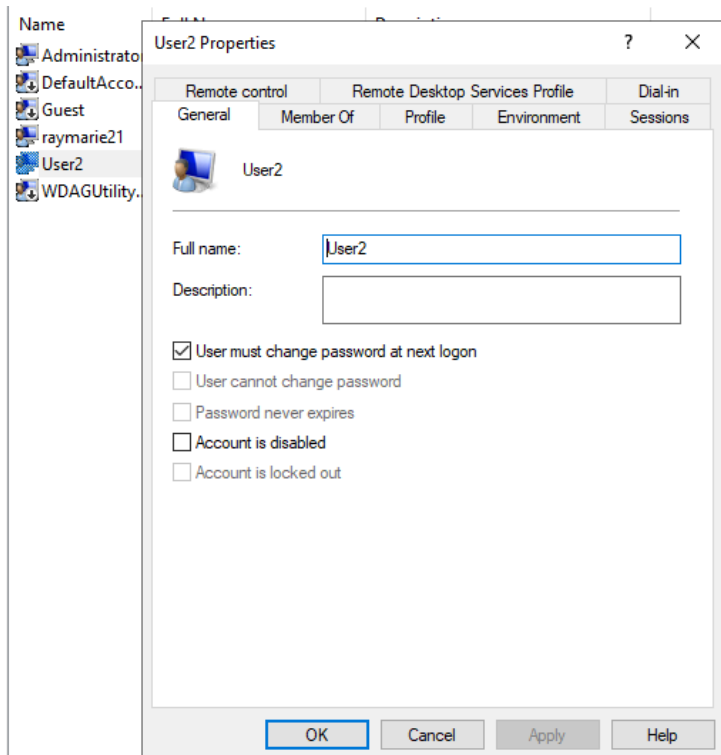 Name
User2 Properties
?
Administrato
DefaultAcco..
Guest
raymarie21
User2
WDAGUtility..
Remote control Remote Desktop Services Profile Dial-in
General Member Of Profile Environment Sessions
User2
Full name: User2
Description:
User must change password at next logon
User cannot change password
Password never expires
Account is disabled
Account is locked out
OK Cancel Apply Help